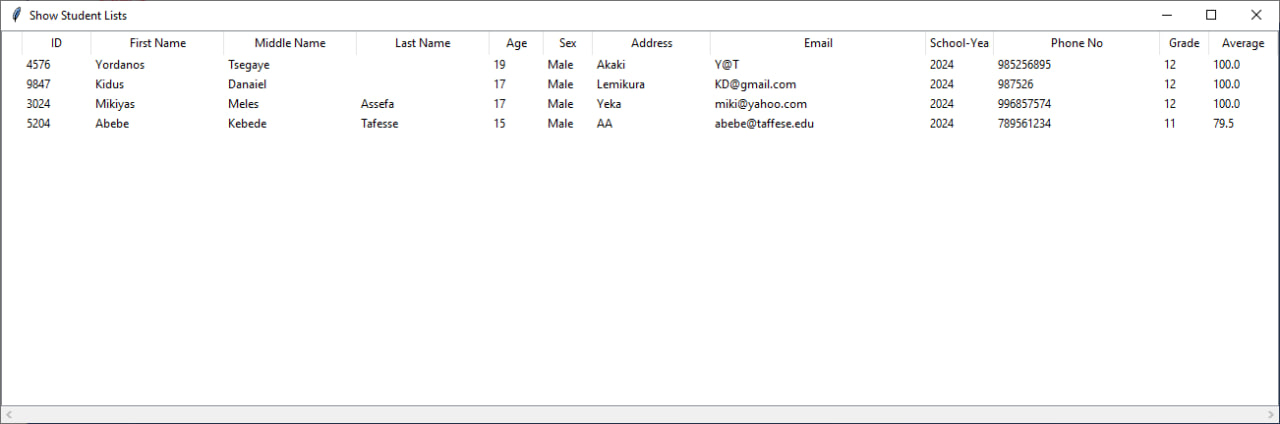 Show Student Lists
ID First Name Middle Name Last Name Age Sex Address Email School-Yea Phone No Grade Average
4576 Yordanos Tsegaye 19 Male Akaki Y@T 2024 985256895 12 100.0
9847 Kidus Danaiel 17 Male Lemikura KD@gmail.com 2024 987526 12 100.0
3024 Mikiyas Meles Assefa 17 Male Yeka miki@yahoo.com 2024 996857574 12 100.0
5204 Abebe Kebede Tafesse 15 Male AA abebe@taffese.edu 2024 789561234 11 79.5